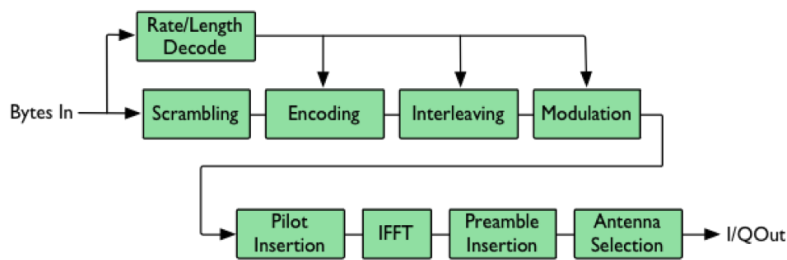 Rate/Length
Decode
Bytes In
Scrambling
Encoding
Interleaving
Modulation
Pilot
Insertion
IFFT
Preamble
Insertion
Antenna
Selection
I/QOut